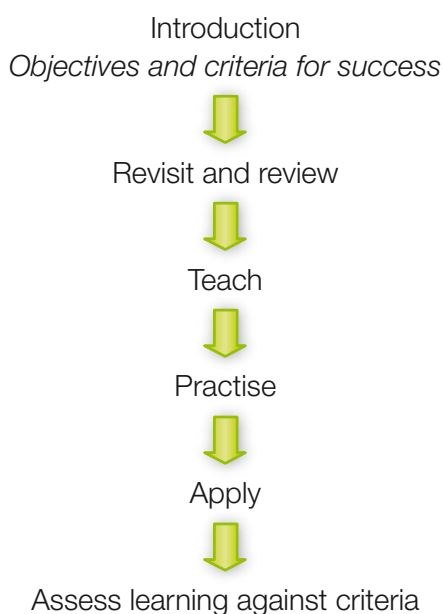 Introduction
Objectives and criteria for success
Revisit and review
Teach
Practise
Apply
Assess learning against criteria